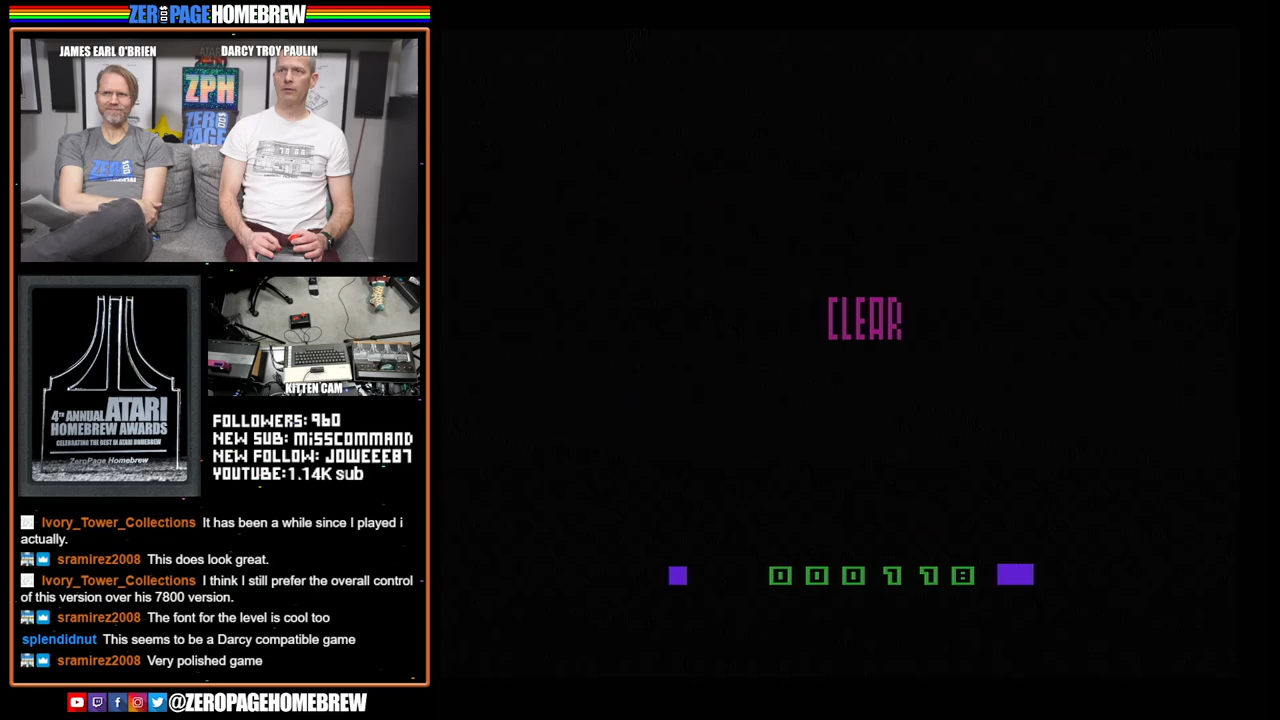 ZERO PAGE HOMEBREW
JAMES EARL O'BRIEN
DARCY TROY PAULIN
ZPH
ZERO
PAGE
ZERO
4TH ANNUAL ATARI
HOMEBREW AWARDS
CELEBRATING THE BEST IN ATARI HOMEBREW
ZeroPage Homebrew
KITTEN CAM
FOLLOWERS: 960
NEW SUB: MISSCOMMAND
NEW FOLLOW: JOWEEE87
YOUTUBE:1.14K sub
Ivory_Tower_Collections It has been a while since I played i
actually.
sramirez2008 This does look great.
Ivory_Tower_Collections I think I still prefer the overall control
of this version over his 7800 version.
sramirez2008 The font for the level is cool too
splendidnut This seems to be a Darcy compatible game
sramirez2008 Very polished game
@ZEROPAGEHOMEBREW
CLEAR
000118